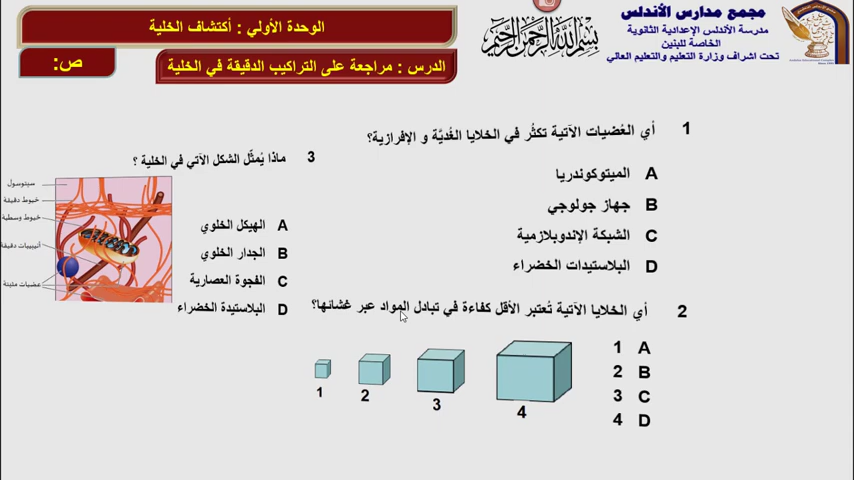 مجمع مدارس الأندلس
مدرسة الأندلس الإعدادية الثانوية
الخاصة للبنين
تحت اشراف وزارة التربية والتعليم العالي
بسم الله الرحمن الرحيم
الوحدة الأولي : أكتشاف الخلية
الدرس : مراجعة على التراكيب الدقيقة في الخلية
ص:
1 أي العُضيات الآتية تكثُر في الخلايا الغُديَّة و الإفرازية؟
A الميتوكوندريا
B جهاز جولوجي
C الشبكة الإندوبلازمية
D البلاستيدات الخضراء
2 أي الخلايا الآتية تُعتبر الأقل كفاءة في تبادل المواد عبر غشائها؟
A 1
B 2
C 3
D 4
1
2
3
4
3 ماذا يُمثّل الشكل الآتي في الخلية ؟
A الهيكل الخلوي
B الجدار الخلوي
C الفجوة العصارية
D البلاستيدة الخضراء
سيتوسول
خيوط دقيقة
خيوط وسطية
أنيبيبات دقيقة
عضيات مثبتة